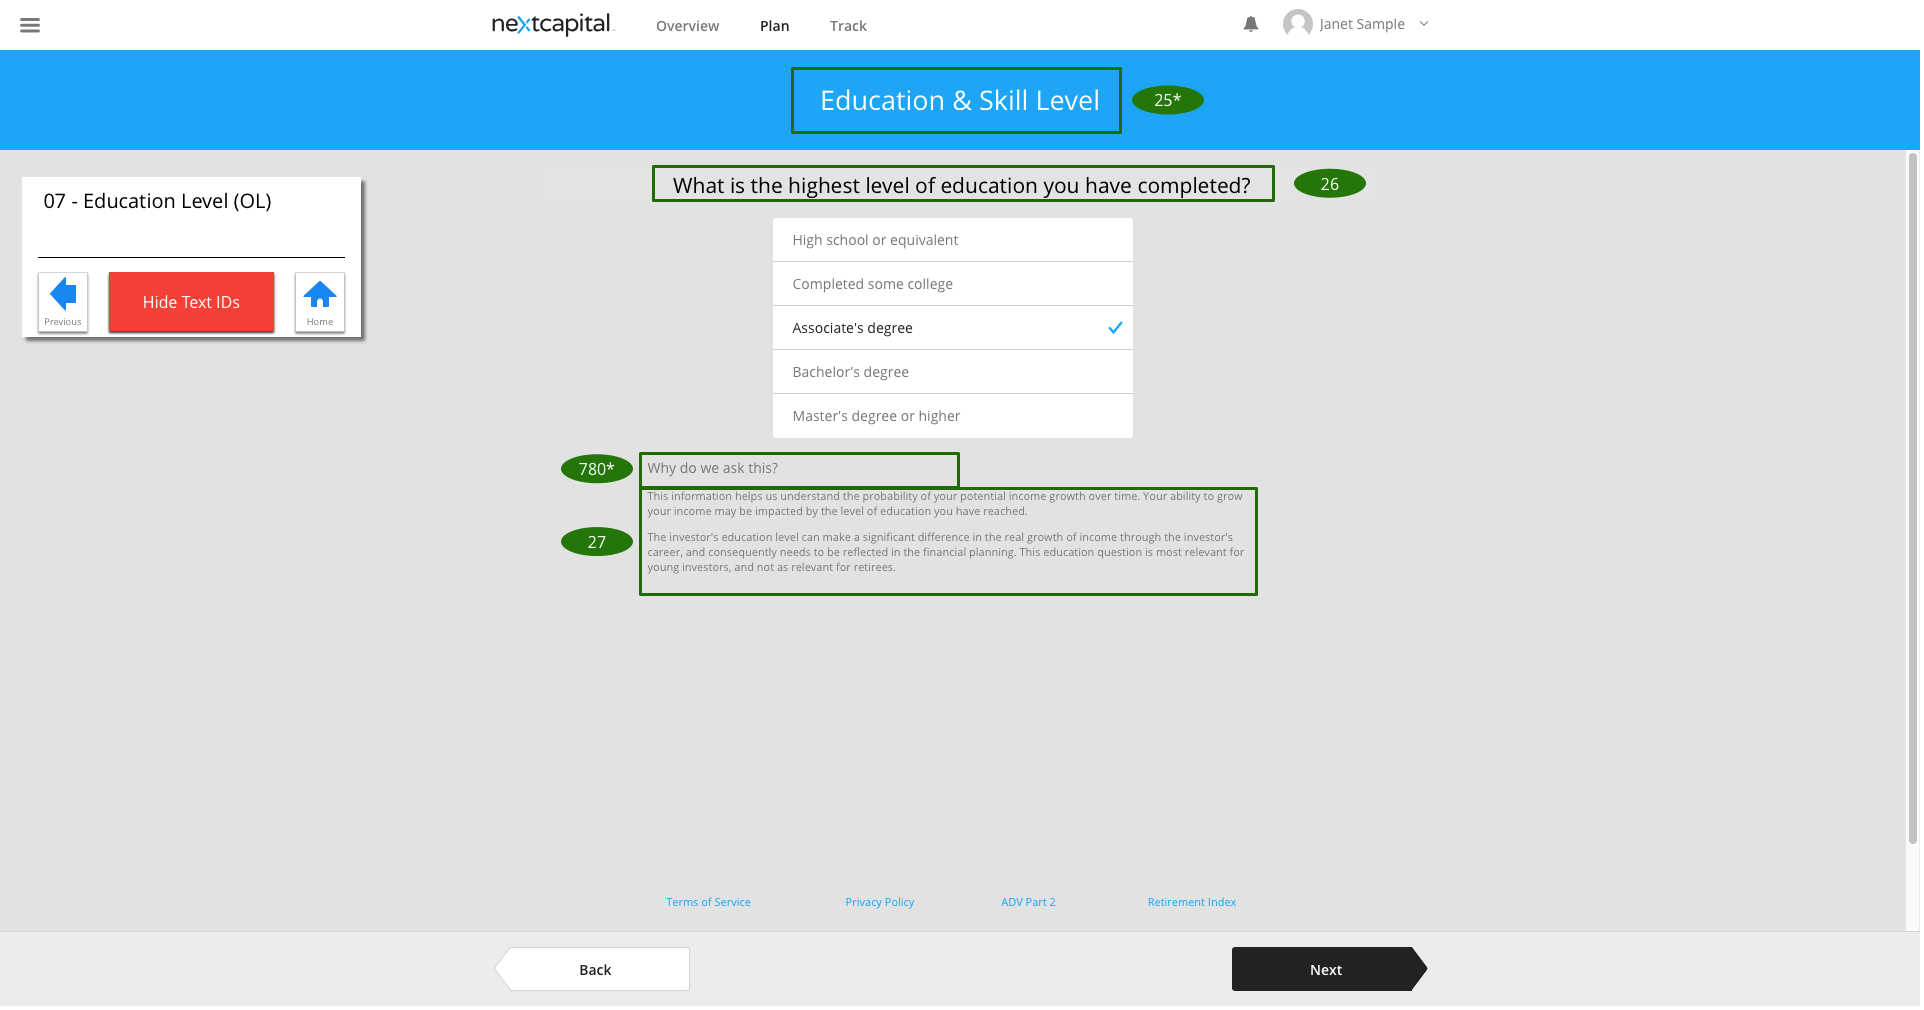 nextcapital
Overview
Plan
Track
Janet Sample
Education & Skill Level
25*
07 - Education Level (OL)
Previous
Hide Text IDs
Home
What is the highest level of education you have completed?
26
High school or equivalent
Completed some college
Associate's degree
Bachelor's degree
Master's degree or higher
780*
Why do we ask this?
This information helps us understand the probability of your potential income growth over time. Your ability to grow
your income may be impacted by the level of education you have reached.
27
The investor's education level can make a significant difference in the real growth of income through the investor's
career, and consequently needs to be reflected in the financial planning. This education question is most relevant for
young investors, and not as relevant for retirees.
Terms of Service
Privacy Policy
ADV Part 2
Retirement Index
Back
Next